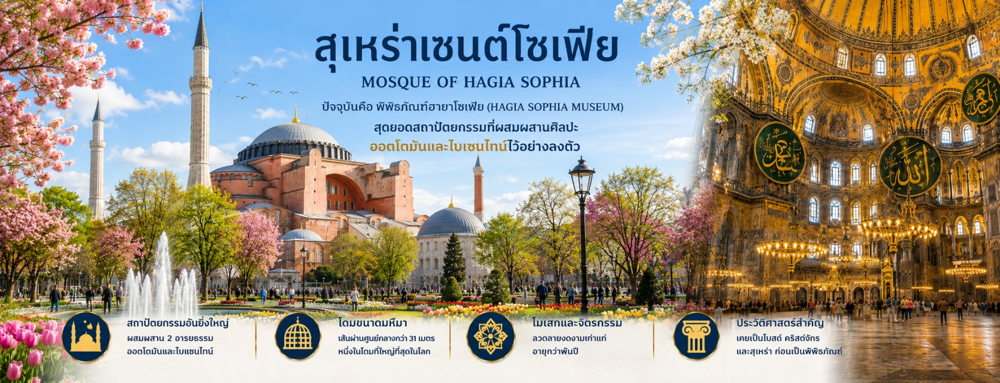 สุเหร่าเซนต์โซเฟีย
MOSQUE OF HAGIA SOPHIA
ปัจจุบันคือ พิพิธภัณฑ์ฮายาโซเฟีย (HAGIA SOPHIA MUSEUM)
สุดยอดสถาปัตยกรรมที่ผสมผสานศิลปะ
ออตโตมันและไบเซนไทน์ไว้อย่างลงตัว
สถาปัตยกรรมอันยิ่งใหญ่
ผสมผสาน 2 อารยธรรม
ออตโตมันและไบแซนไทน์
โดมขนาดมหึมา
เส้นผ่านศูนย์กลางกว่า 31 เมตร
หนึ่งในโดมที่ใหญ่ที่สุดในโลก
โมเสกและจิตรกรรม
ลวดลายงดงามเก่าแก่
อายุกว่าพันปี
ประวัติศาสตร์สำคัญ
เคยเป็นโบสถ์ คริสต์จักร
และสุเหร่า ก่อนเป็นพิพิธภัณฑ์
الله